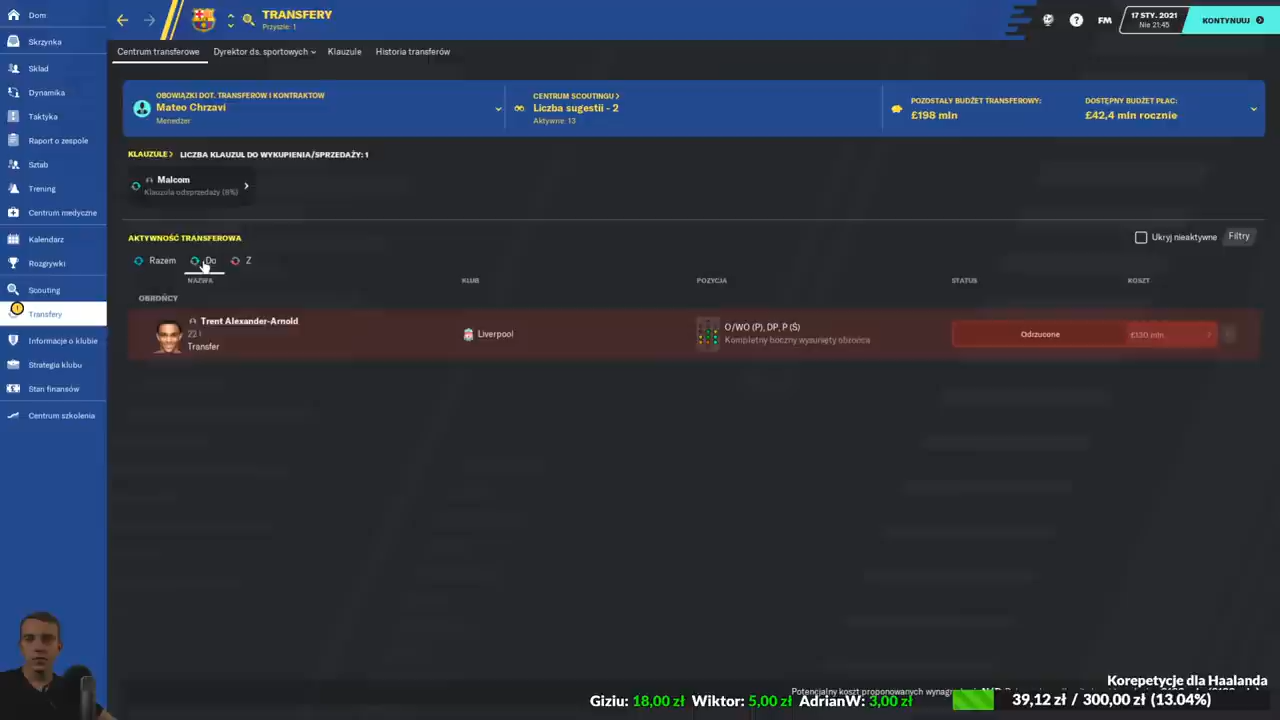 Dom
Skrzynka
Skład
Dynamika
Taktyka
Raport o zespole
Sztab
Trening
Centrum medyczne
Kalendarz
Rozgrywki
Scouting
Transfery
Informacje o klubie
Strategia klubu
Stan finansów
Centrum szkolenia
TRANSFERY
Przyszłe: 1
FM
17 STY. 2021
Nie 21:45
KONTYNUUJ
Centrum transferowe
Dyrektor ds. sportowych
Klauzule
Historia transferów
OBOWIĄZKI DOT. TRANSFERÓW I KONTRAKTÓW
Mateo Chrzavi
Menedżer
CENTRUM SCOUTINGU >
Liczba sugestii - 2
Aktywne: 13
POZOSTAŁY BUDŻET TRANSFEROWY:
£198 mln
DOSTĘPNY BUDŻET PŁAC:
£42,4 mln rocznie
KLAUZULE > LICZBA KLAUZUL DO WYKUPIENIA/SPRZEDAŻY: 1
Malcom
Klauzola odsprzedaży (8%)
AKTYWNOŚĆ TRANSFEROWA
Ukryj nieaktywne
Filtry
Razem
Do
Z
NAZWA
KLUB
POZYCJA
STATUS
KOSZT
OBROŃCY
Trent Alexander-Arnold
22 l
Transfer
Liverpool
O/WO (P), DP, P (Ś)
Kompletny boczny wysunięty obrońca
Odrzucone
£130 mln
Potencjalny koszt proponowanych
Korepetycje dla Haalanda
Giziu: 18,00 zł Wiktor: 5,00 zł AdrianW: 3,00 zł
39,12 zł / 300,00 zł (13.04%)